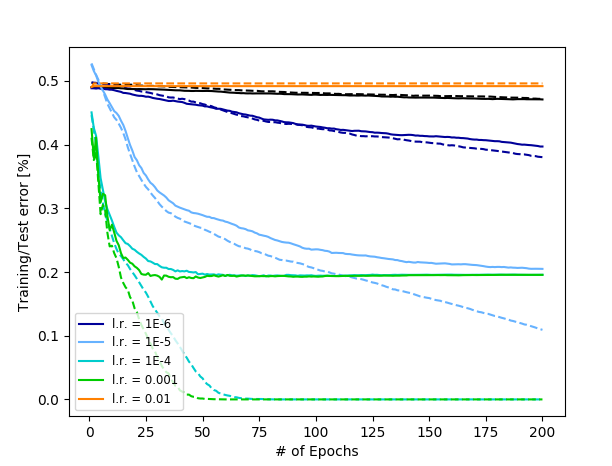 0.5
0.4
0.3
0.2
0.1
0.0
Training/Test error [%]
l.r. = 1E-6
l.r. = 1E-5
l.r. = 1E-4
l.r. = 0.001
l.r. = 0.01
0 25 50 75 100 125 150 175 200
# of Epochs